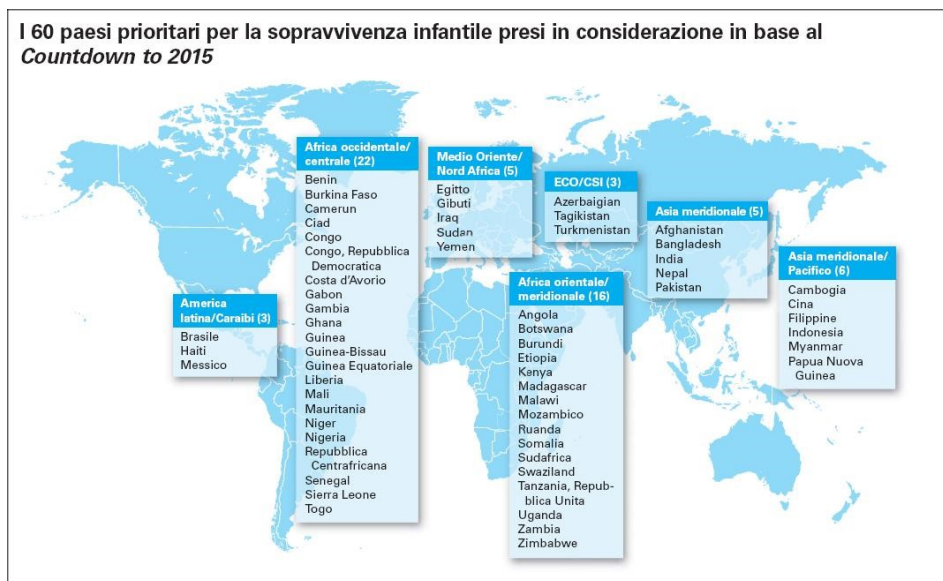 I 60 paesi prioritari per la sopravvivenza infantile presi in considerazione in base al
Countdown to 2015
Africa occidentale/
centrale (22)
Benin
Burkina Faso
Camerun
Ciad
Congo
Congo, Repubblica
Democratica
Costa d'Avorio
Gabon
Gambia
Ghana
Guinea
Guinea-Bissau
Guinea Equatoriale
Liberia
Mali
Mauritania
Niger
Nigeria
Repubblica
Centrafricana
Senegal
Sierra Leone
Togo
Medio Oriente/
Nord Africa (5)
Egitto
Gibuti
Iraq
Sudan
Yemen
ECO/CSI (3)
Azerbaigian
Tagikistan
Turkmenistan
Asia meridionale (5)
Afghanistan
Bangladesh
India
Nepal
Pakistan
Asia meridionale/
Pacifico (6)
Cambogia
Cina
Filippine
Indonesia
Myanmar
Papua Nuova
Guinea
America
latina/Caraibi (3)
Brasile
Haiti
Messico
Africa orientale/
meridionale (16)
Angola
Botswana
Burundi
Etiopia
Kenya
Madagascar
Malawi
Mozambico
Ruanda
Somalia
Sudafrica
Swaziland
Tanzania, Repub-
blica Unita
Uganda
Zambia
Zimbabwe